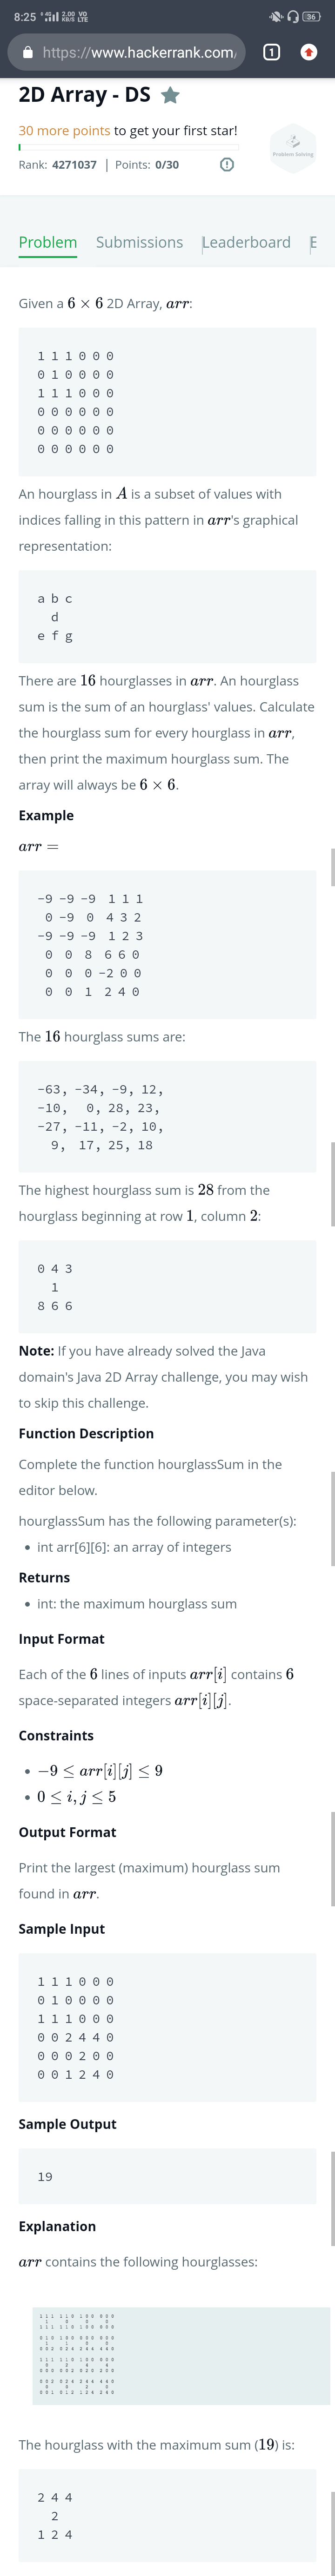 8:25 4G 2.00 KB/S VO LTE 36
https://www.hackerrank.com/ 1
2D Array - DS
30 more points to get your first star!
Rank: 4271037 | Points: 0/30
Problem Solving
Problem Submissions Leaderboard E
Given a 6 × 6 2D Array, arr:
1 1 1 0 0 0
0 1 0 0 0 0
1 1 1 0 0 0
0 0 0 0 0 0
0 0 0 0 0 0
0 0 0 0 0 0
An hourglass in A is a subset of values with
indices falling in this pattern in arr's graphical
representation:
a b c
d
e f g
There are 16 hourglasses in arr. An hourglass
sum is the sum of an hourglass' values. Calculate
the hourglass sum for every hourglass in arr,
then print the maximum hourglass sum. The
array will always be 6 × 6.
Example
arr =
-9 -9 -9 1 1 1
0 -9 0 4 3 2
-9 -9 -9 1 2 3
0 0 8 6 6 0
0 0 0 -2 0 0
0 0 1 2 4 0
The 16 hourglass sums are:
-63, -34, -9, 12,
-10, 0, 28, 23,
-27, -11, -2, 10,
9, 17, 25, 18
The highest hourglass sum is 28 from the
hourglass beginning at row 1, column 2:
0 4 3
1
8 6 6
Note: If you have already solved the Java
domain's Java 2D Array challenge, you may wish
to skip this challenge.
Function Description
Complete the function hourglassSum in the
editor below.
hourglassSum has the following parameter(s):
• int arr[6][6]: an array of integers
Returns
• int: the maximum hourglass sum
Input Format
Each of the 6 lines of inputs arr[i] contains 6
space-separated integers arr[i][j].
Constraints
• −9 ≤ arr[i][j] ≤ 9
• 0 ≤ i, j ≤ 5
Output Format
Print the largest (maximum) hourglass sum
found in arr.
Sample Input
1 1 1 0 0 0
0 1 0 0 0 0
1 1 1 0 0 0
0 0 2 4 4 0
0 0 0 2 0 0
0 0 1 2 4 0
Sample Output
19
Explanation
arr contains the following hourglasses:
The hourglass with the maximum sum (19) is:
2 4 4
2
1 2 4